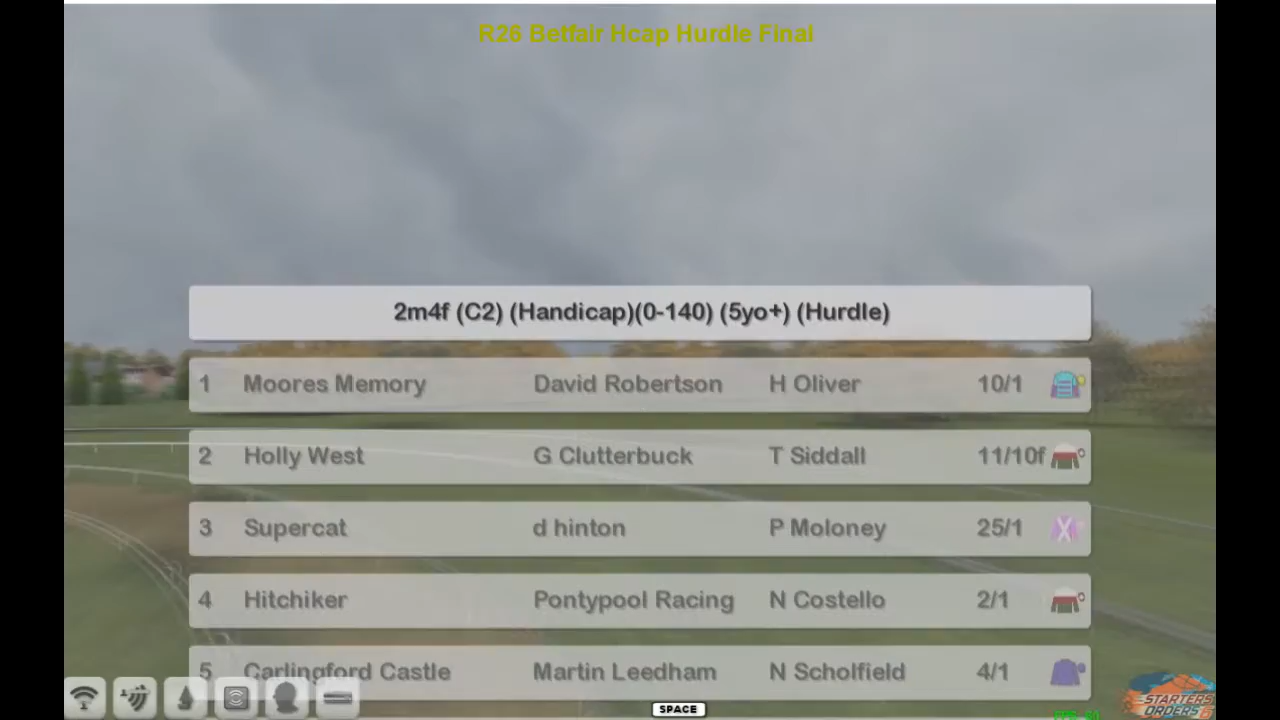 R26 Betfair Hcap Hurdle Final
2m4f (C2) (Handicap)(0-140) (5yo+) (Hurdle)
1 Moores Memory David Robertson H Oliver 10/1
2 Holly West G Clutterbuck T Siddall 11/10f
3 Supercat d hinton P Moloney 25/1
4 Hitchiker Pontypool Racing N Costello 2/1
5 Carlingford Castle Martin Leedham N Scholfield 4/1
SPACE
STARTERS
ORDERS